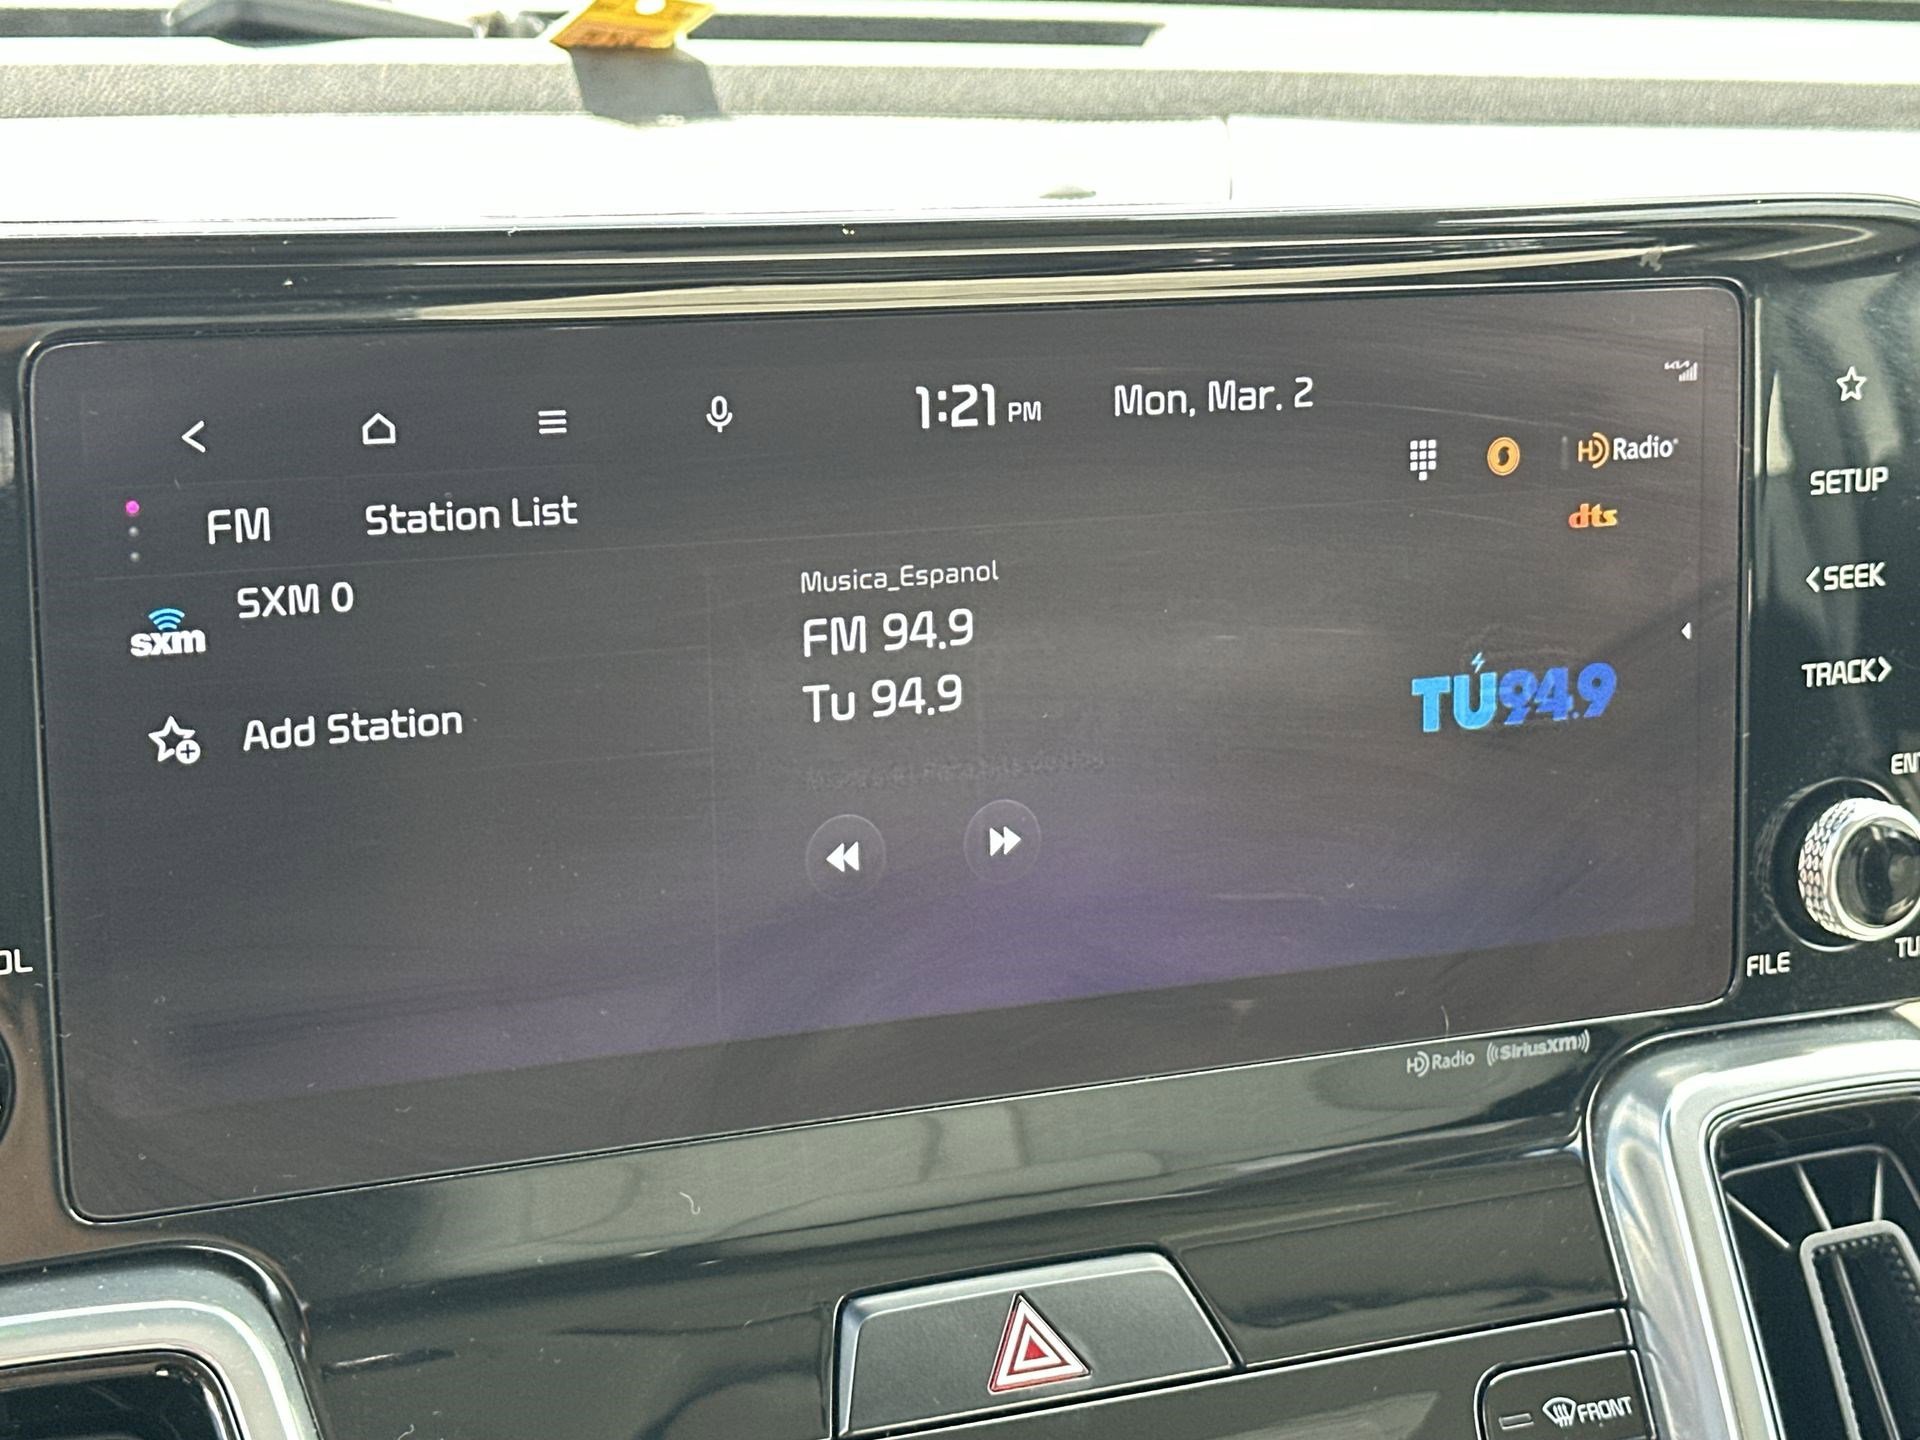 1:21 PM
Mon, Mar. 2
HD Radio
dts
FM
Station List
sxm
SXM 0
Add Station
Musica_Espanol
FM 94.9
Tu 94.9
TÚ94.9
SETUP
<SEEK
TRACK>
FILE
HD Radio
((SiriusXM))
FRONT